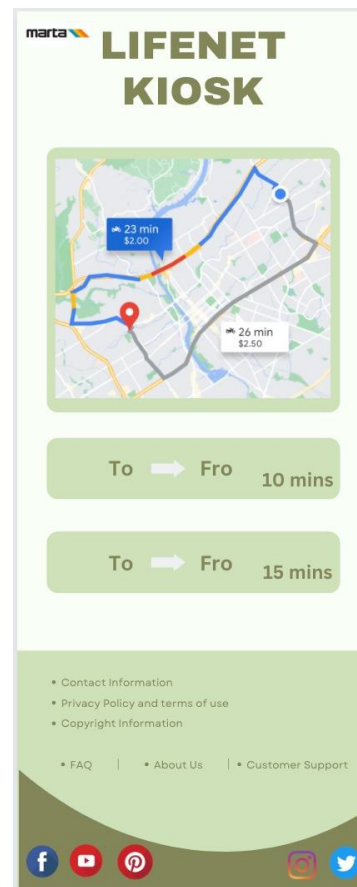 marta
LIFENET
KIOSK
23 min
$2.00
26 min
$2.50
To Fro 10 mins
To Fro 15 mins
• Contact Information
• Privacy Policy and terms of use
• Copyright Information
• FAQ | • About Us | • Customer Support